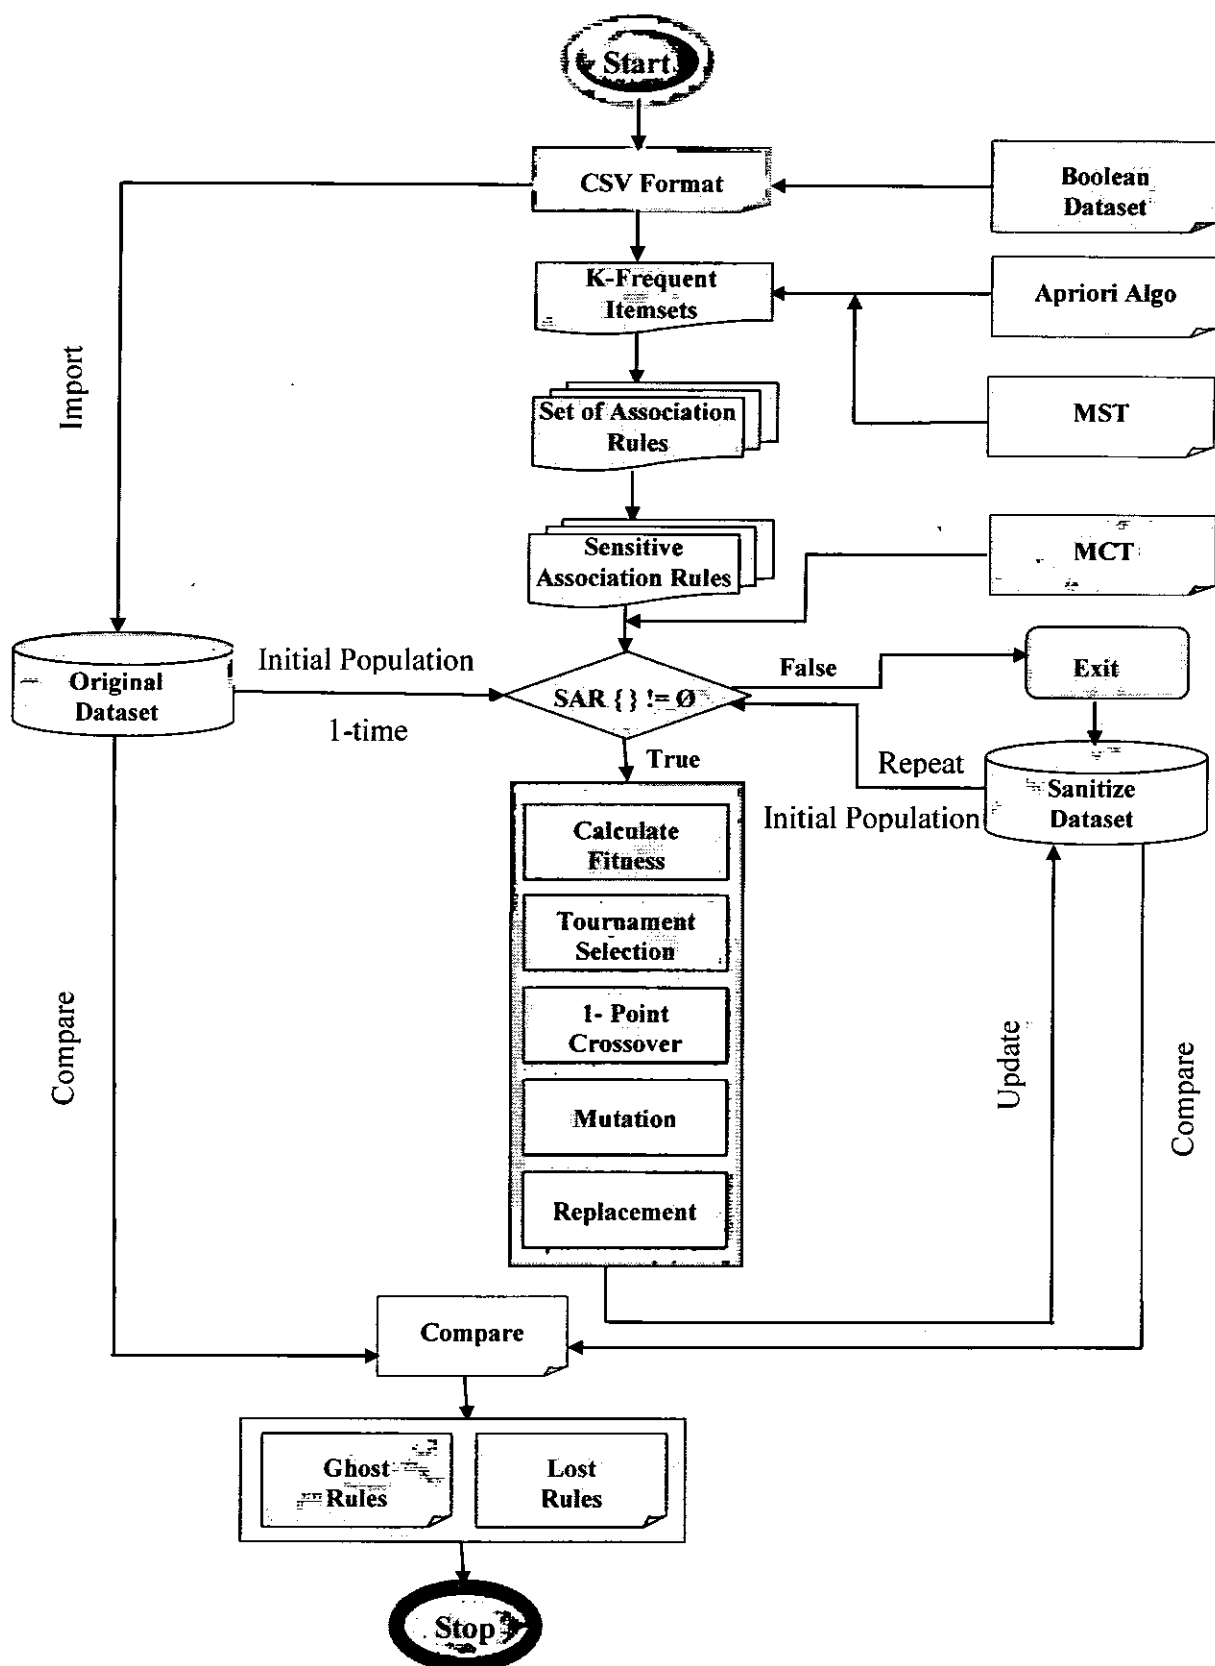 Start
CSV Format
Boolean
Dataset
K-Frequent
Itemsets
Apriori Algo
Import
Set of Association
Rules
MST
Sensitive
Association Rules
MCT
Original
Dataset
Initial Population
1-time
SAR { } != Ø
False
Exit
True
Repeat
Initial Population
Sanitize
Dataset
Calculate
Fitness
Tournament
Selection
1- Point
Crossover
Mutation
Replacement
Compare
Update
Compare
Compare
Ghost
Rules
Lost
Rules
Stop